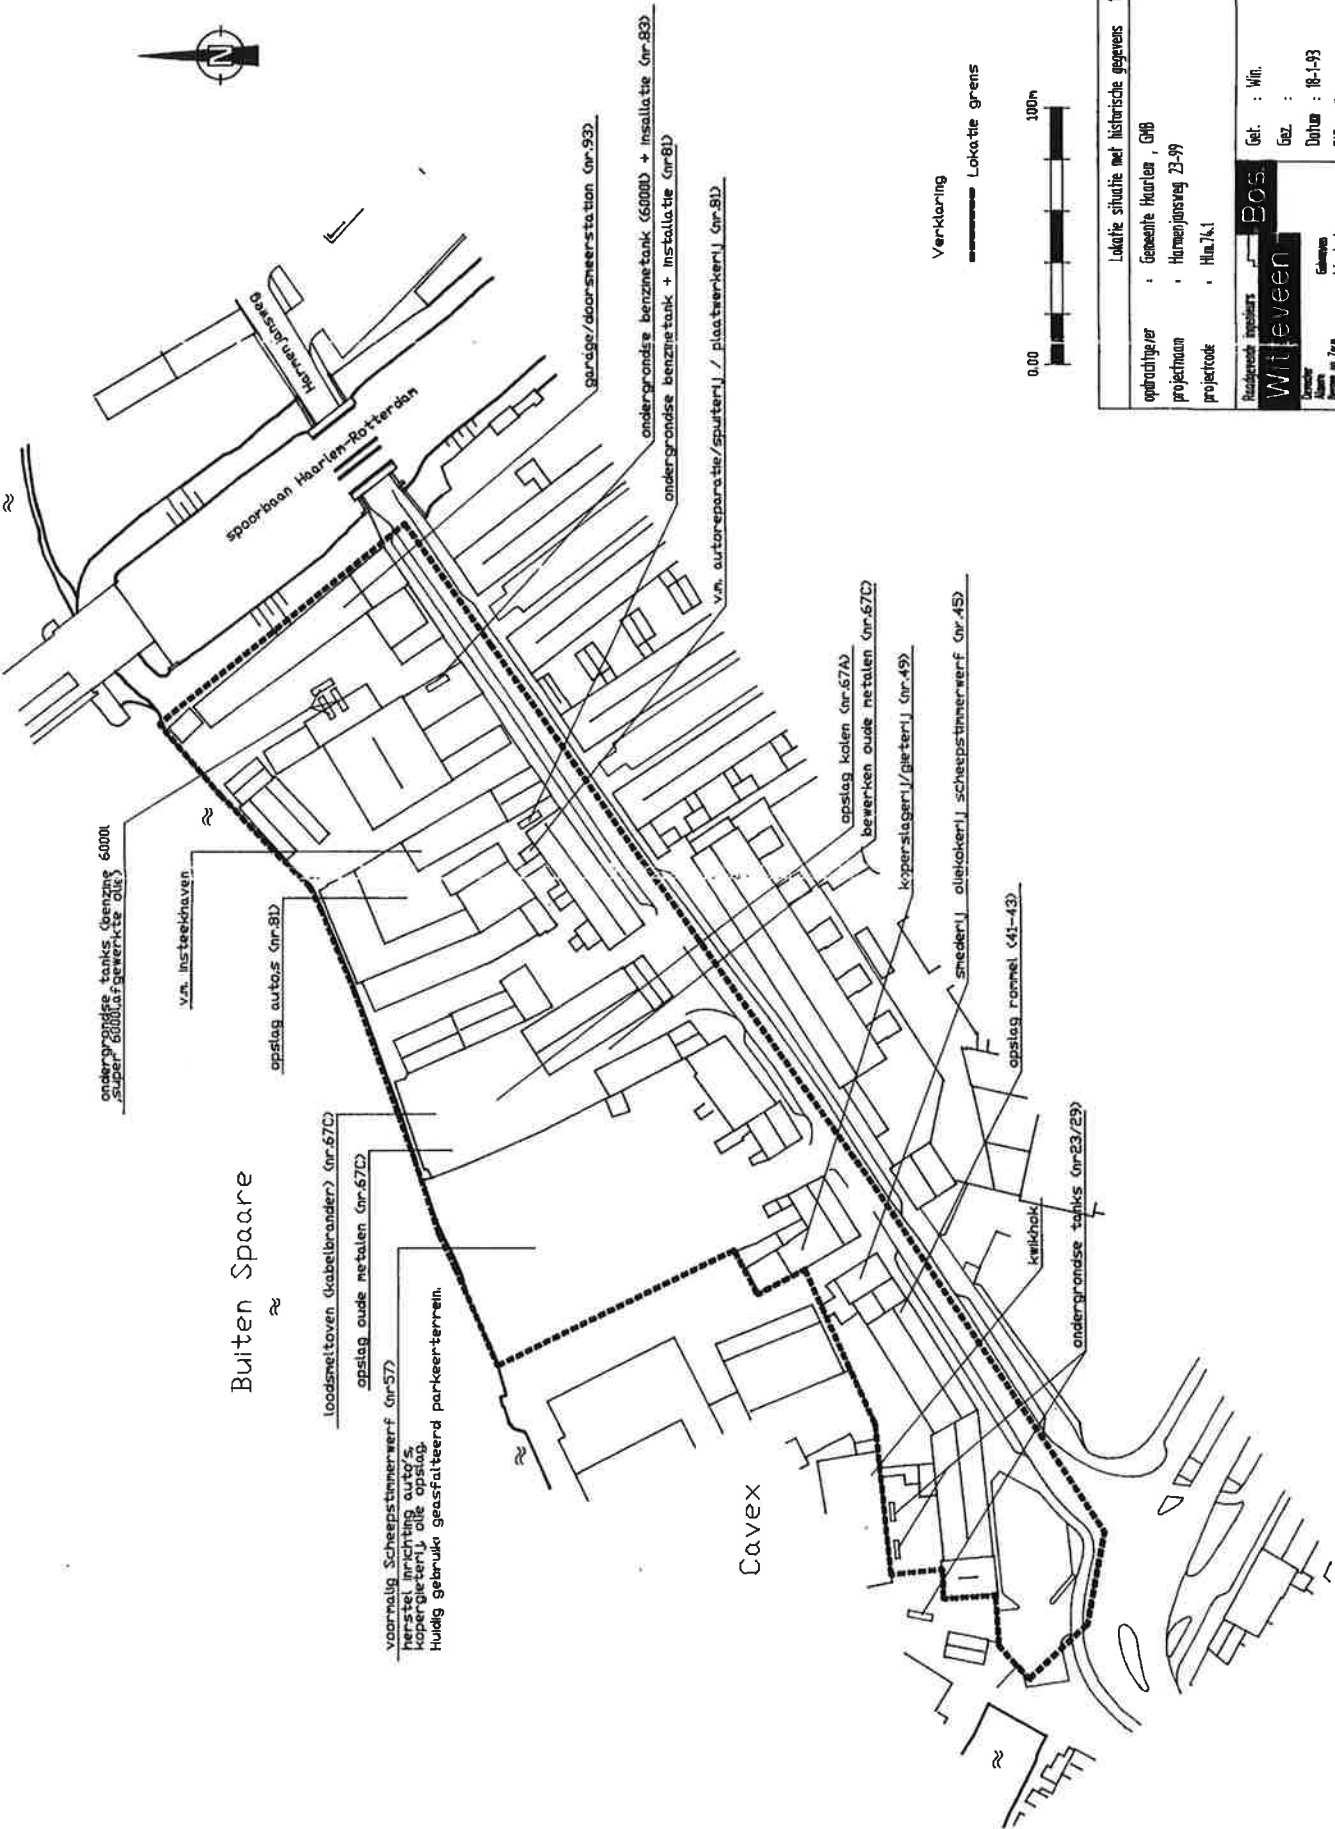 N
Harmenjansweg
spoorbaan Haarlem-Rotterdam
ondergrondse tanks (benzine 6000l
,super 6000l,afgewerkte olie)
v.m. insteekhaven
opslag auto,s (nr.81)
Buiten Spaare
loodsmeltoven (kabelbrander) (nr.67C)
opslag oude metalen (nr.67C)
voormalig Scheepstimmerwerf (nr57)
herstel inrichting auto's,
kopergieterij, olie opslag.
Huidig gebruik: geasfalteerd parkeerterrein.
Cavex
garage/doorsmeerstation (nr.93)
ondergrondse benzinetank (6000l) + insallatie (nr.83)
ondergrondse benzinetank + installatie (nr81)
v.m. autoreparatie/spuiterij / plaatwerkerij (nr.81)
opslag kolen (nr.67A)
bewerken oude metalen (nr.67C)
koperslagerij/gieterij (nr.49)
smederij oliekokerij scheepstimmerwerf (nr.45)
opslag rommel (41-43)
kwikhok
ondergrondse tanks (nr23/29)
Verklaring
Lokatie grens
0.00
100m
Lokatie situatie met historische gegevens
opdrachtgever : Gemeente Haarlem , GMB
projectnaam : Harmenjansweg 23-99
projectcode : Hlm.74.1
Raadgevende ingenieurs
Witteveen
Bos
Deventer
Almere
Get. : Win.
Gez. :
Datum : 18-1-93